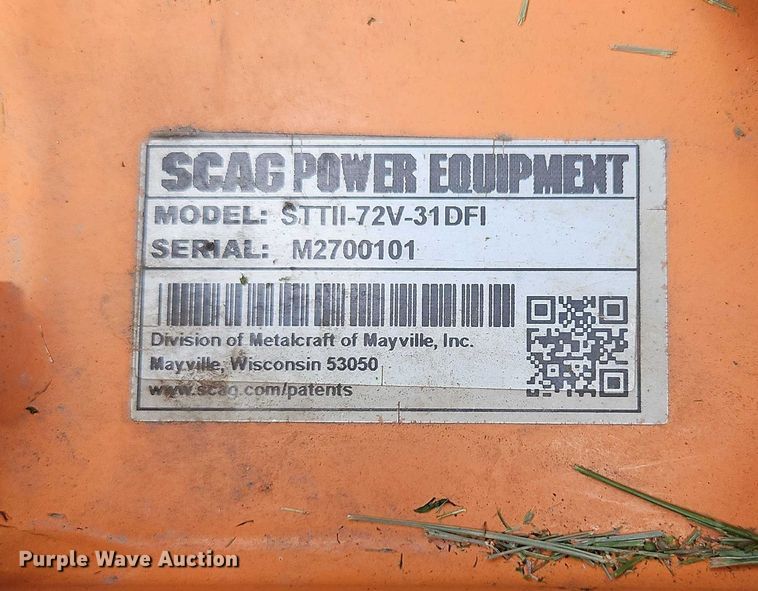 SCAG POWER EQUIPMENT
MODEL: STTII-72V-31DFI
SERIAL: M2700101
Division of Metalcraft of Mayville, Inc.
Mayville, Wisconsin 53050
www.scag.com/patents
Purple Wave Auction